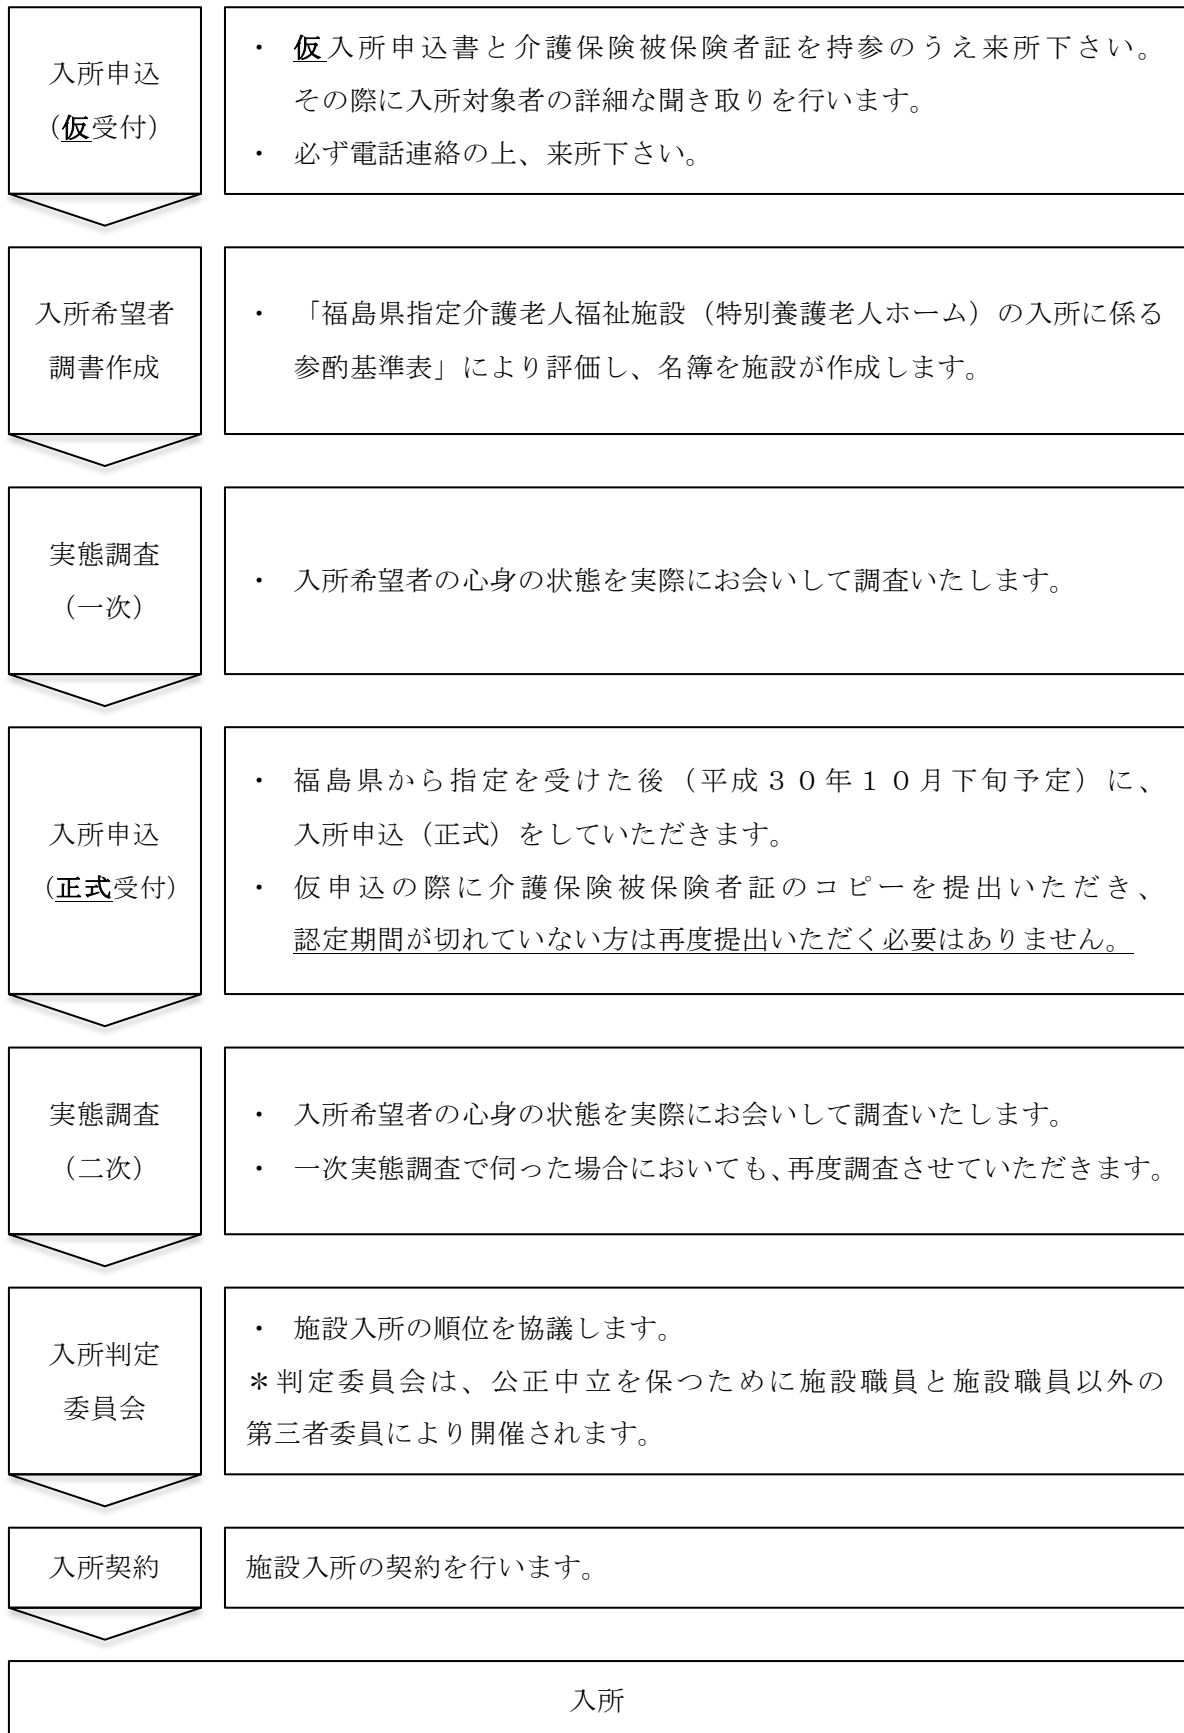 入所申込
（仮受付）
・ 仮入所申込書と介護保険被保険者証を持参のうえ来所下さい。
その際に入所対象者の詳細な聞き取りを行います。
・ 必ず電話連絡の上、来所下さい。
入所希望者
調書作成
・ 「福島県指定介護老人福祉施設（特別養護老人ホーム）の入所に係る
参酌基準表」により評価し、名簿を施設が作成します。
実態調査
（一次）
・ 入所希望者の心身の状態を実際にお会いして調査いたします。
入所申込
（正式受付）
・ 福島県から指定を受けた後（平成３０年１０月下旬予定）に、
入所申込（正式）をしていただきます。
・ 仮申込の際に介護保険被保険者証のコピーを提出いただき、
認定期間が切れていない方は再度提出いただく必要はありません。
実態調査
（二次）
・ 入所希望者の心身の状態を実際にお会いして調査いたします。
・ 一次実態調査で伺った場合においても、再度調査させていただきます。
入所判定
委員会
・ 施設入所の順位を協議します。
＊判定委員会は、公正中立を保つために施設職員と施設職員以外の
第三者委員により開催されます。
入所契約
施設入所の契約を行います。
入所